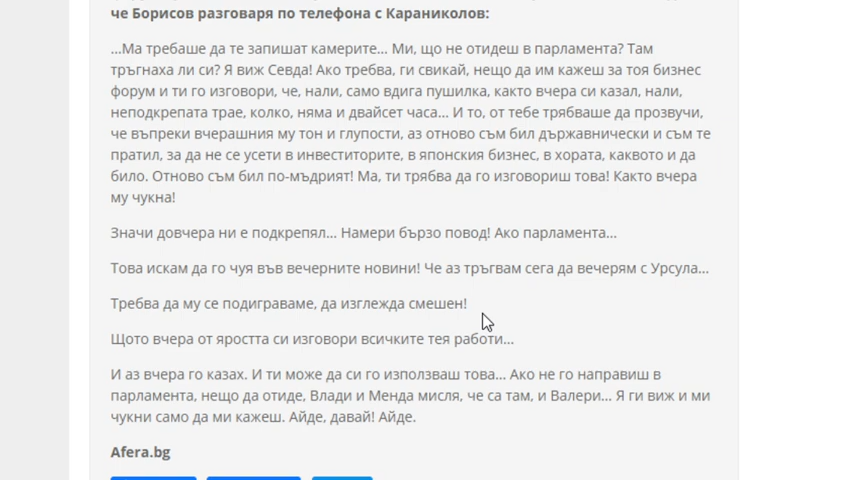 че Борисов разговаря по телефона с Караниколов:
...Ма требаше да те запишат камерите... Ми, що не отидеш в парламента? Там
тръгнаха ли си? Я виж Севда! Ако требва, ги свикай, нещо да им кажеш за тоя бизнес
форум и ти го изговори, че, нали, само вдига пушилка, както вчера си казал, нали,
неподкрепата трае, колко, няма и двайсет часа... И то, от тебе трябваше да прозвучи,
че въпреки вчерашния му тон и глупости, аз отново съм бил държавнически и съм те
пратил, за да не се усети в инвеститорите, в японския бизнес, в хората, каквото и да
било. Отново съм бил по-мъдрият! Ма, ти трябва да го изговориш това! Както вчера
му чукна!
Значи довчера ни е подкрепял... Намери бързо повод! Ако парламента...
Това искам да го чуя във вечерните новини! Че аз тръгвам сега да вечерям с Урсула...
Требва да му се подиграваме, да изглежда смешен!
Щото вчера от яростта си изговори всичките тея работи...
И аз вчера го казах. И ти може да си го използваш това... Ако не го направиш в
парламента, нещо да отиде, Влади и Менда мисля, че са там, и Валери... Я ги виж и ми
чукни само да ми кажеш. Айде, давай! Айде.
Afera.bg